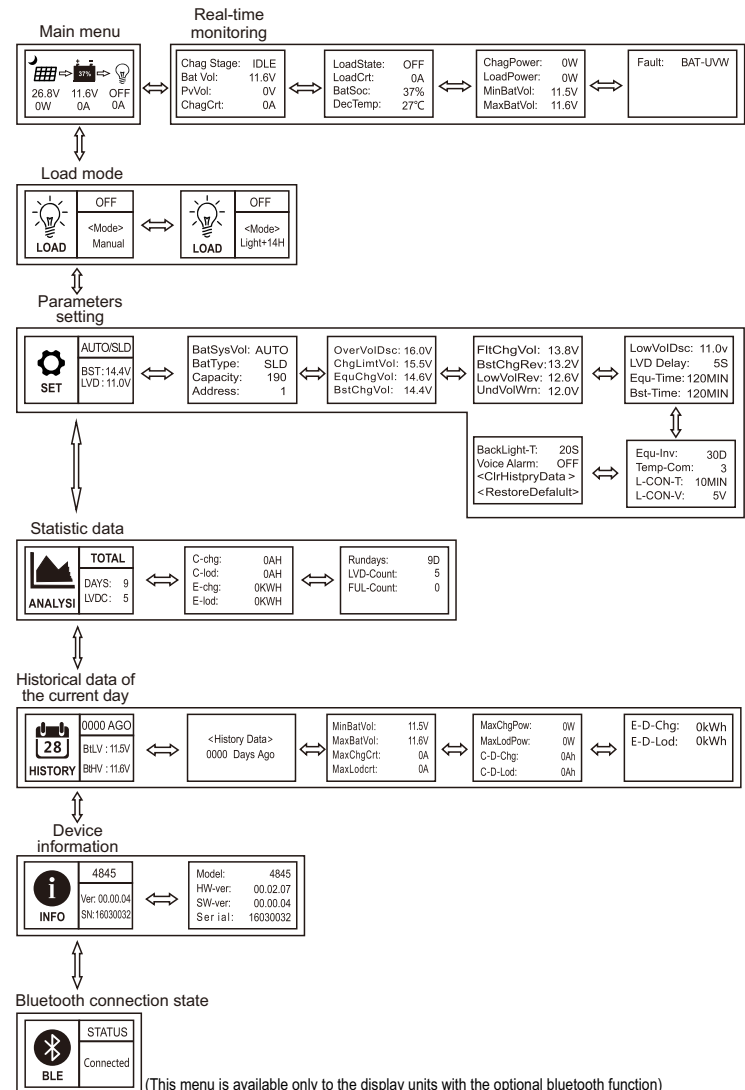 Main menu
37%
26.8V 11.6V OFF
0W 0A 0A
Real-time
monitoring
Chag Stage: IDLE
Bat Vol: 11.6V
PvVol: 0V
ChagCrt: 0A
LoadState: OFF
LoadCrt: 0A
BatSoc: 37%
DecTemp: 27℃
ChagPower: 0W
LoadPower: 0W
MinBatVol: 11.5V
MaxBatVol: 11.6V
Fault: BAT-UVW
Load mode
LOAD
OFF
<Mode>
Manual
LOAD
OFF
<Mode>
Light+14H
Parameters
setting
SET
AUTO/SLD
BST:14.4V
LVD:11.0V
BatSysVol: AUTO
BatType: SLD
Capacity: 190
Address: 1
OverVolDsc: 16.0V
ChgLimtVol: 15.5V
EquChgVol: 14.6V
BstChgVol: 14.4V
FltChgVol: 13.8V
BstChgRev: 13.2V
LowVolRev: 12.6V
UndVolWrn: 12.0V
LowVolDsc: 11.0v
LVD Delay: 5S
Equ-Time: 120MIN
Bst-Time: 120MIN
BackLight-T: 20S
Voice Alarm: OFF
<ClrHistpryData >
<RestoreDefalult>
Equ-Inv: 30D
Temp-Com: 3
L-CON-T: 10MIN
L-CON-V: 5V
Statistic data
ANALYSI
TOTAL
DAYS: 9
LVDC: 5
C-chg: 0AH
C-lod: 0AH
E-chg: 0KWH
E-lod: 0KWH
Rundays: 9D
LVD-Count: 5
FUL-Count: 0
Historical data of
the current day
28
HISTORY
0000 AGO
BtLV : 11.5V
BtHV : 11.6V
<History Data>
0000 Days Ago
MinBatVol: 11.5V
MaxBatVol: 11.6V
MaxChgCrt: 0A
MaxLodcrt: 0A
MaxChgPow: 0W
MaxLodPow: 0W
C-D-Chg: 0Ah
C-D-Lod: 0Ah
E-D-Chg: 0kWh
E-D-Lod: 0kWh
Device
information
i
INFO
4845
Ver: 00.00.04
SN:16030032
Model: 4845
HW-ver: 00.02.07
SW-ver: 00.00.04
Serial: 16030032
Bluetooth connection state
BLE
STATUS
Connected
(This menu is available only to the display units with the optional bluetooth function)